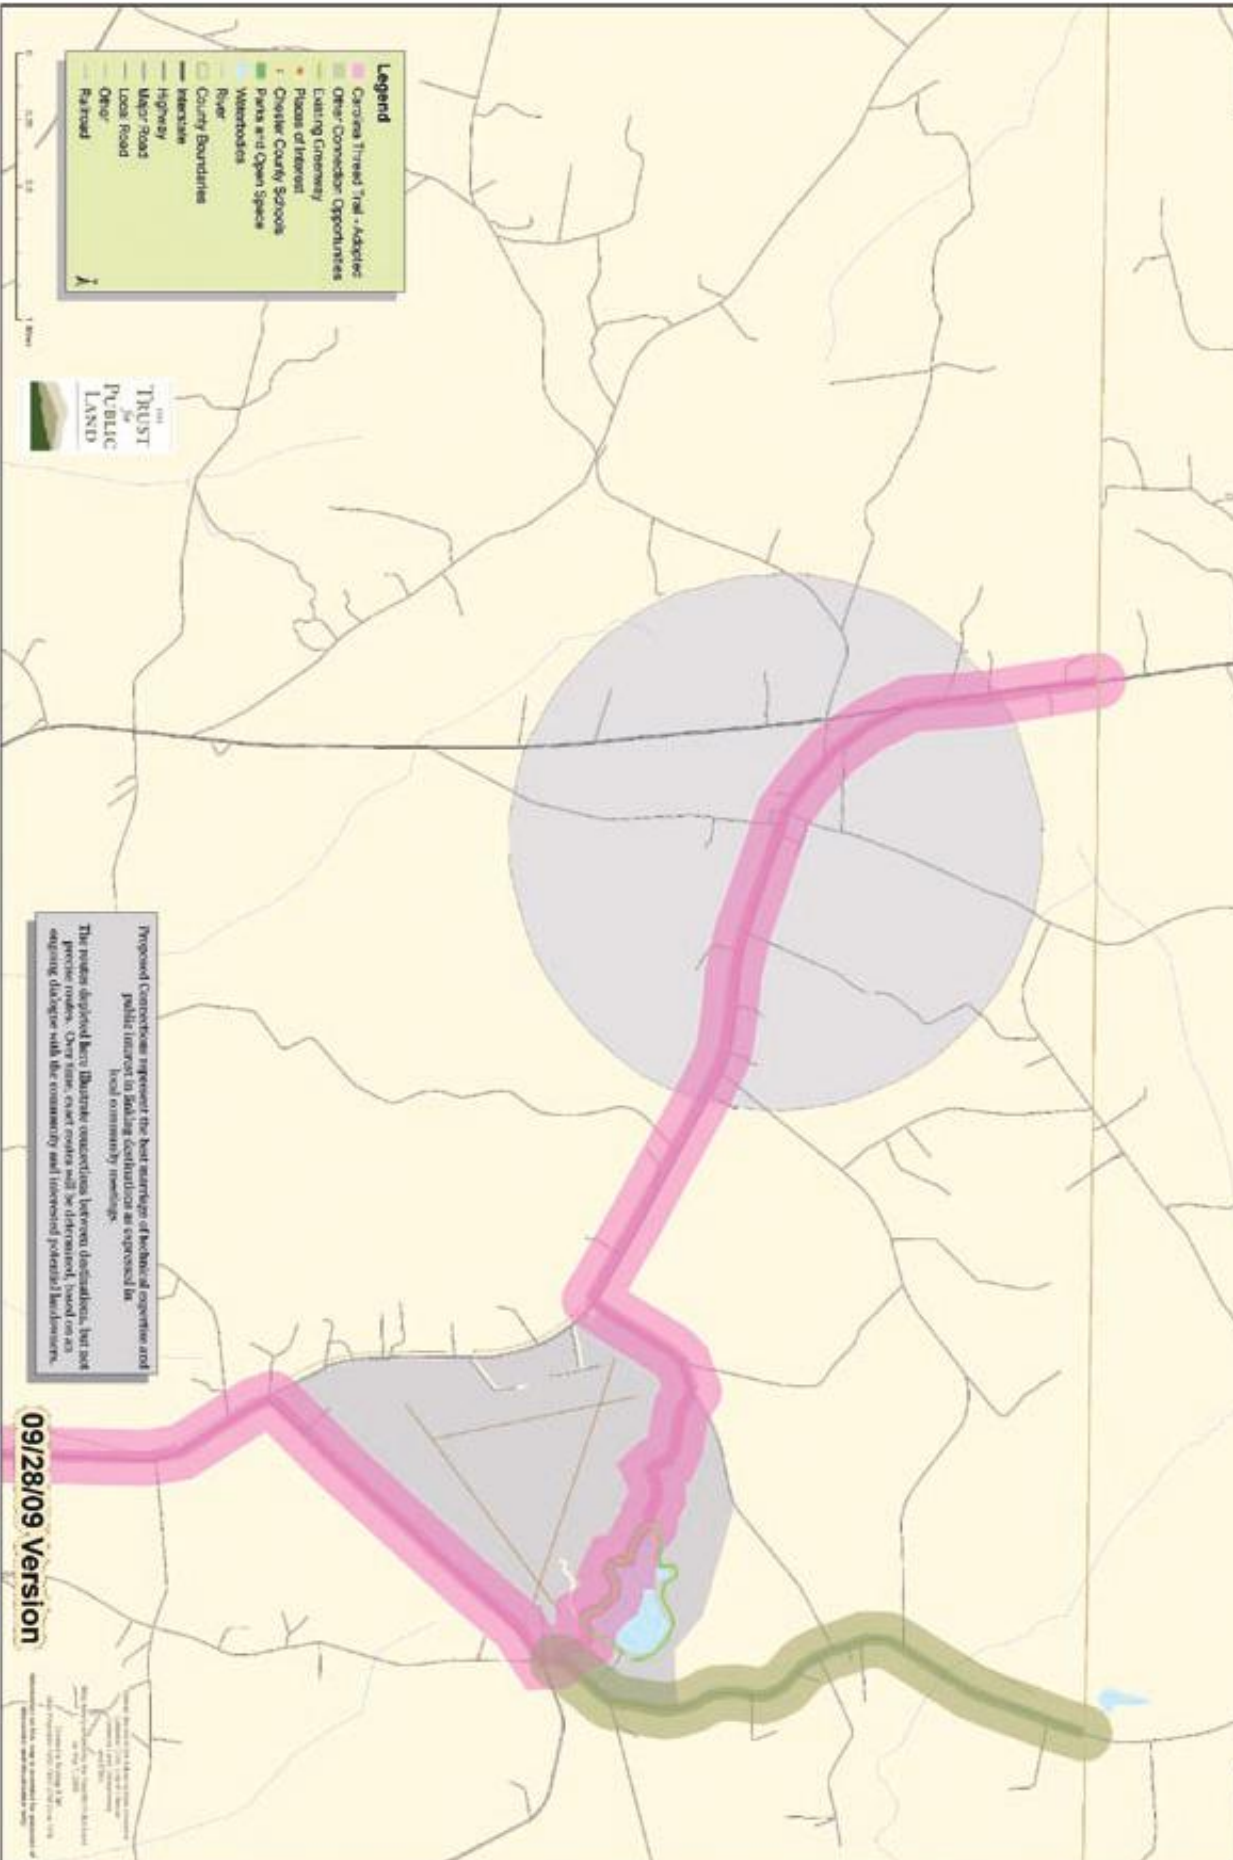 Legend
Carolina Thread Trail - Adopted
Other Connection Opportunities
Existing Greenway
Places of Interest
Chester County Schools
Parks and Open Space
Waterbodies
River
County Boundaries
Interstate
Highway
Major Road
Local Road
Other
Railroad
THE
TRUST
for
PUBLIC
LAND
Proposed Connections represent the best marriage of technical expertise and
public interest in linking destinations as expressed in
local community meetings.
The routes depicted here illustrate connections between destinations, but not
precise routes. Over time, exact routes will be determined, based on an
ongoing dialogue with the community and interested potential landowners.
09/28/09 Version